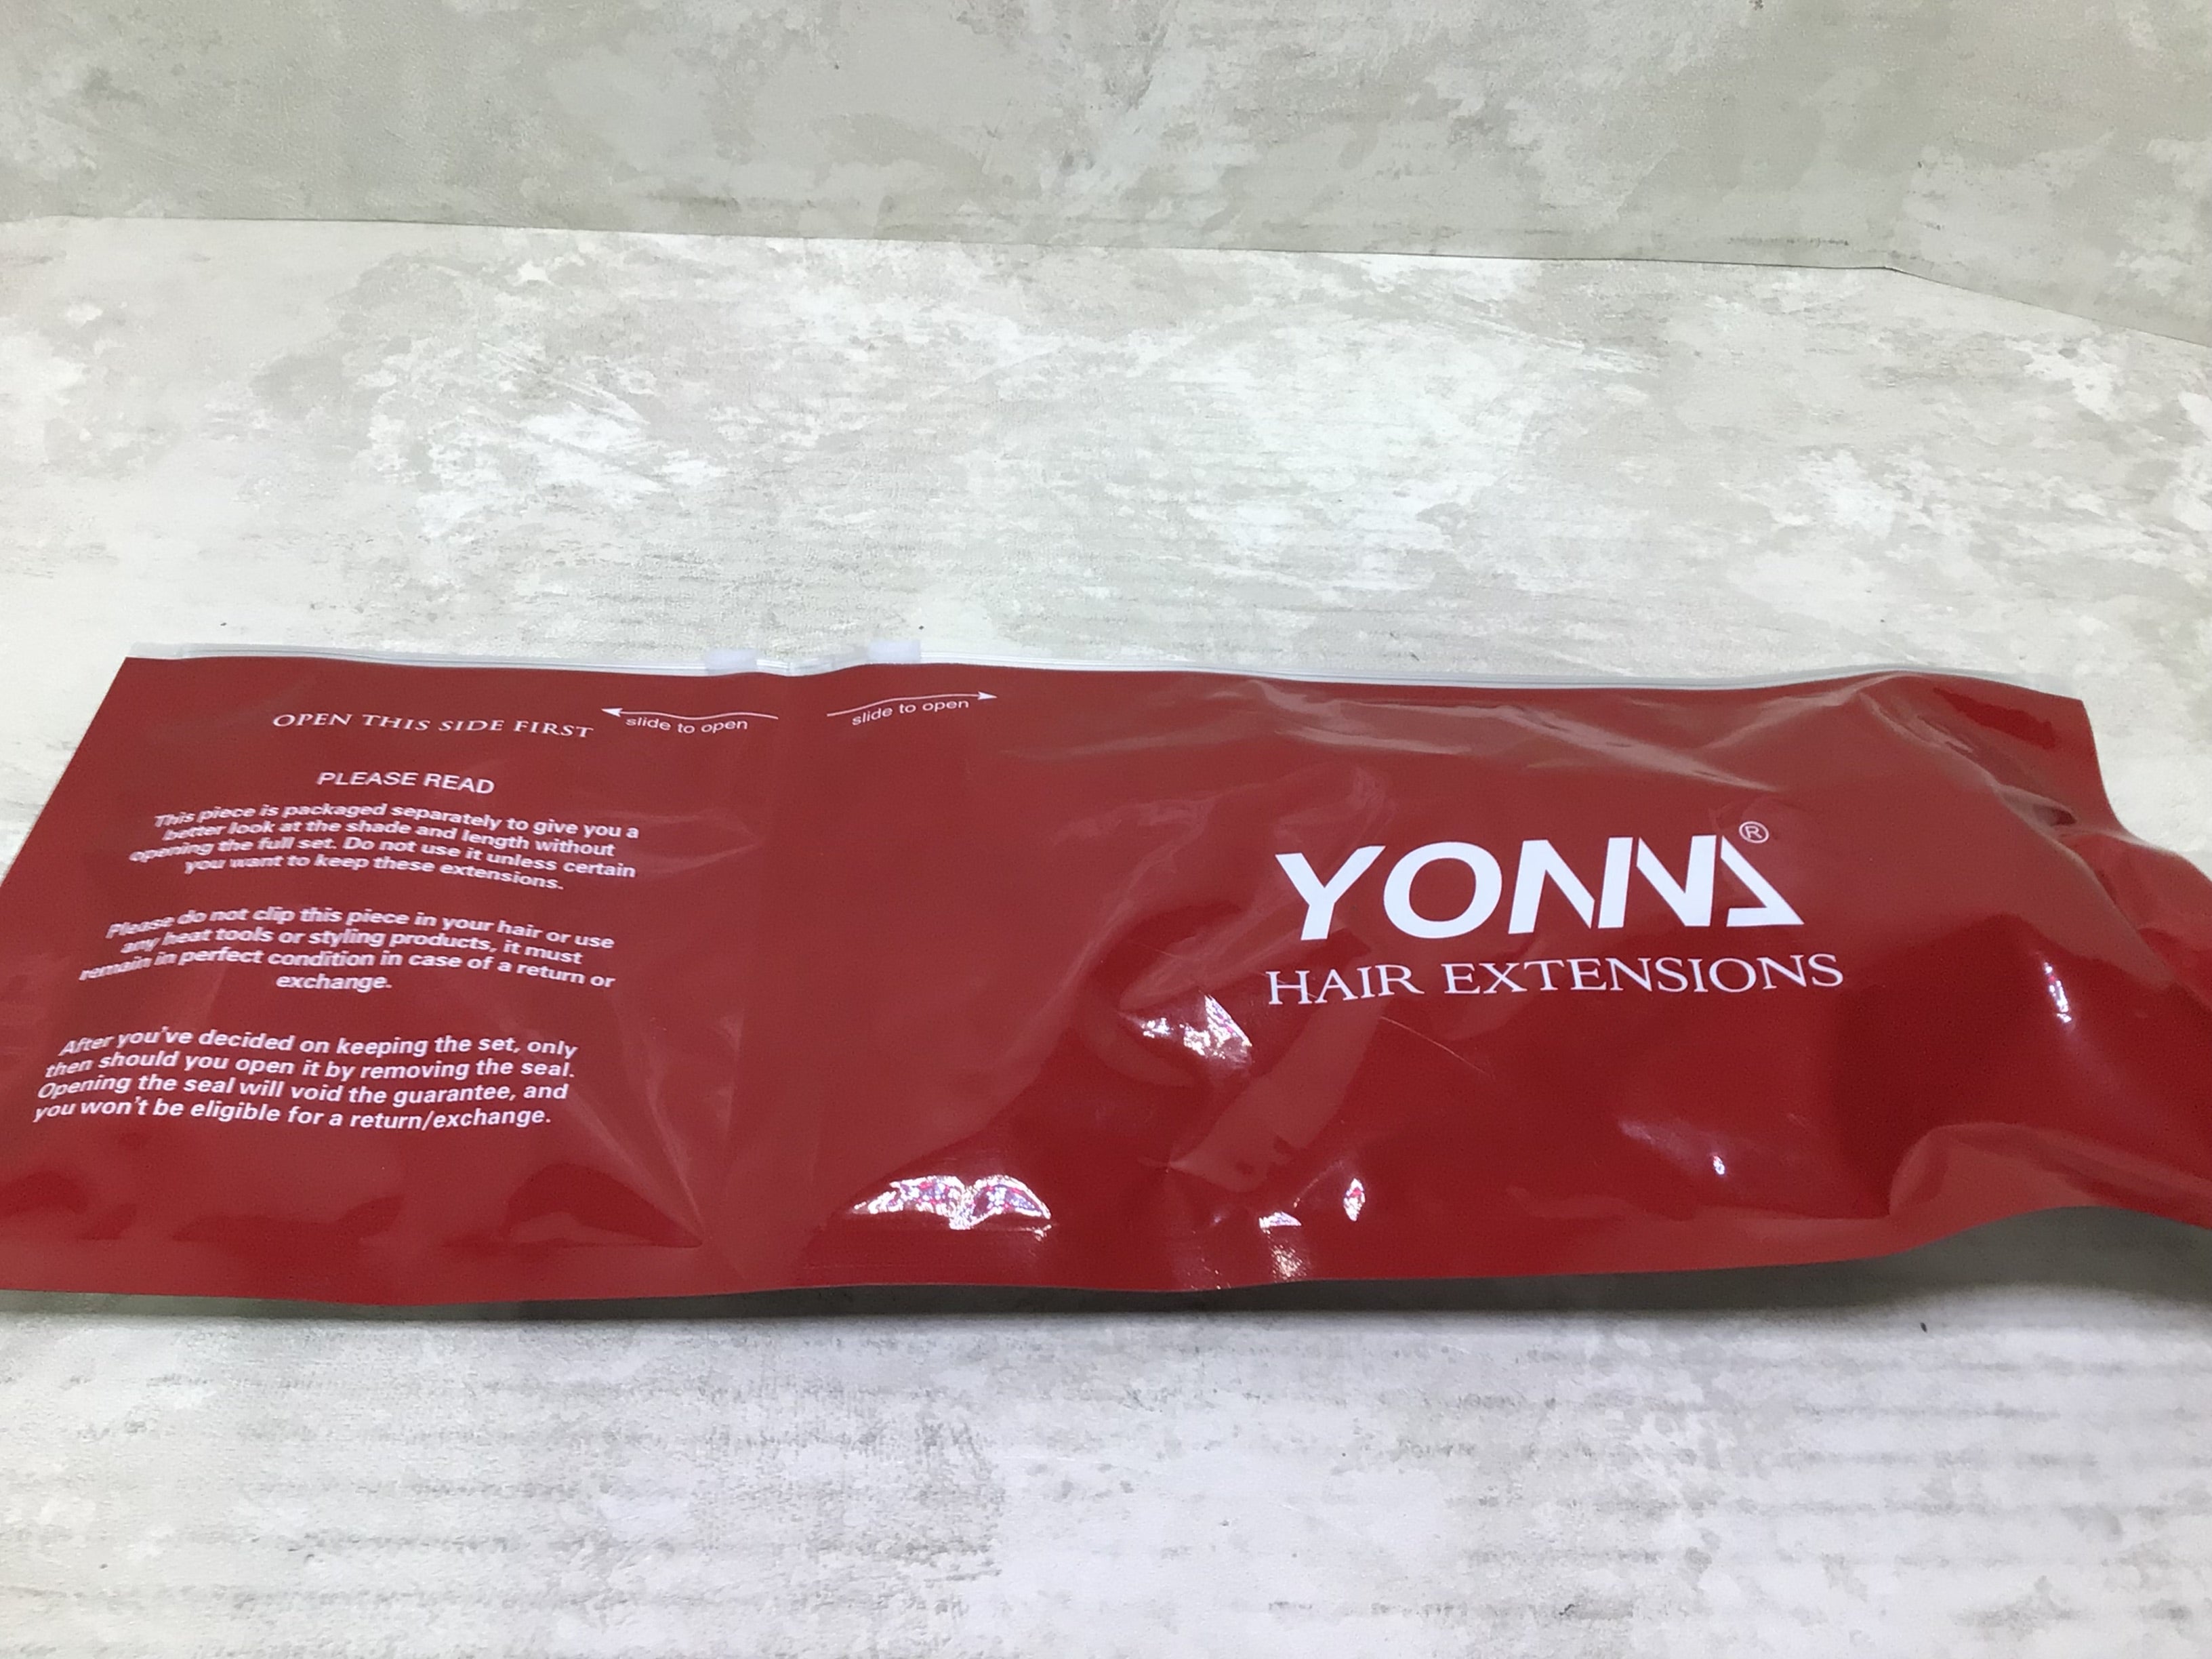 OPEN THIS SIDE FIRST
slide to open
slide to open
PLEASE READ
This piece is packaged separately to give you a
better look at the shade and length without
opening the full set. Do not use it unless certain
you want to keep these extensions.
Please do not clip this piece in your hair or use
any heat tools or styling products, it must
remain in perfect condition in case of a return or
exchange.
After you've decided on keeping the set, only
then should you open it by removing the seal.
Opening the seal will void the guarantee, and
you won't be eligible for a return/exchange.
YONNA®
HAIR EXTENSIONS